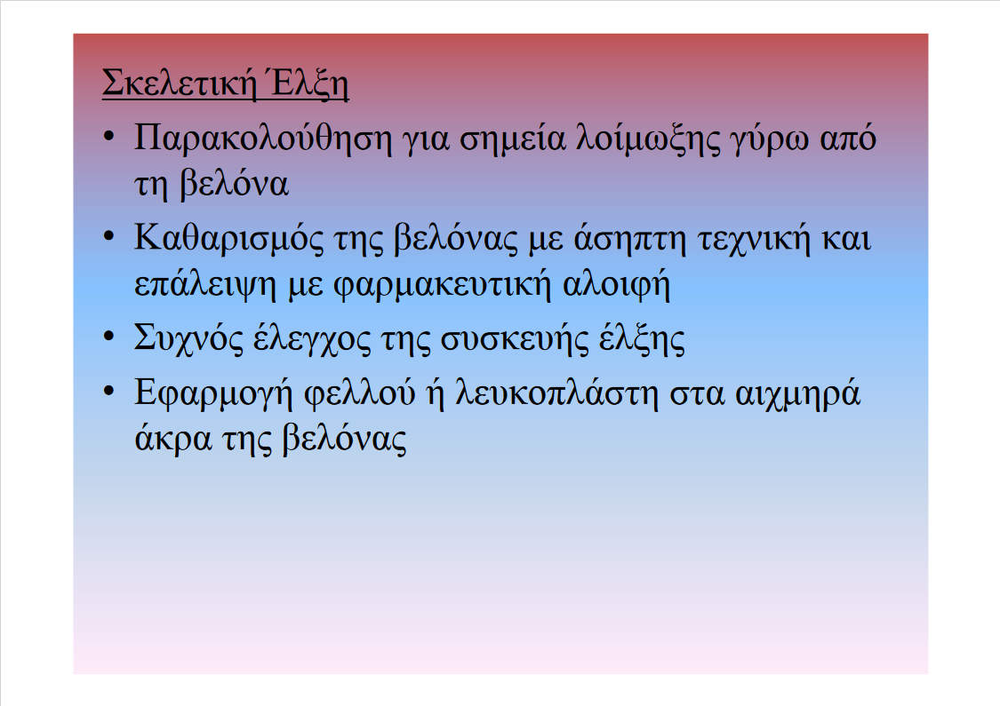 Σκελετική Έλξη
• Παρακολούθηση για σημεία λοίμωξης γύρω από
τη βελόνα
• Καθαρισμός της βελόνας με άσηπτη τεχνική και
επάλειψη με φαρμακευτική αλοιφή
• Συχνός έλεγχος της συσκευής έλξης
• Εφαρμογή φελλού ή λευκοπλάστη στα αιχμηρά
άκρα της βελόνας